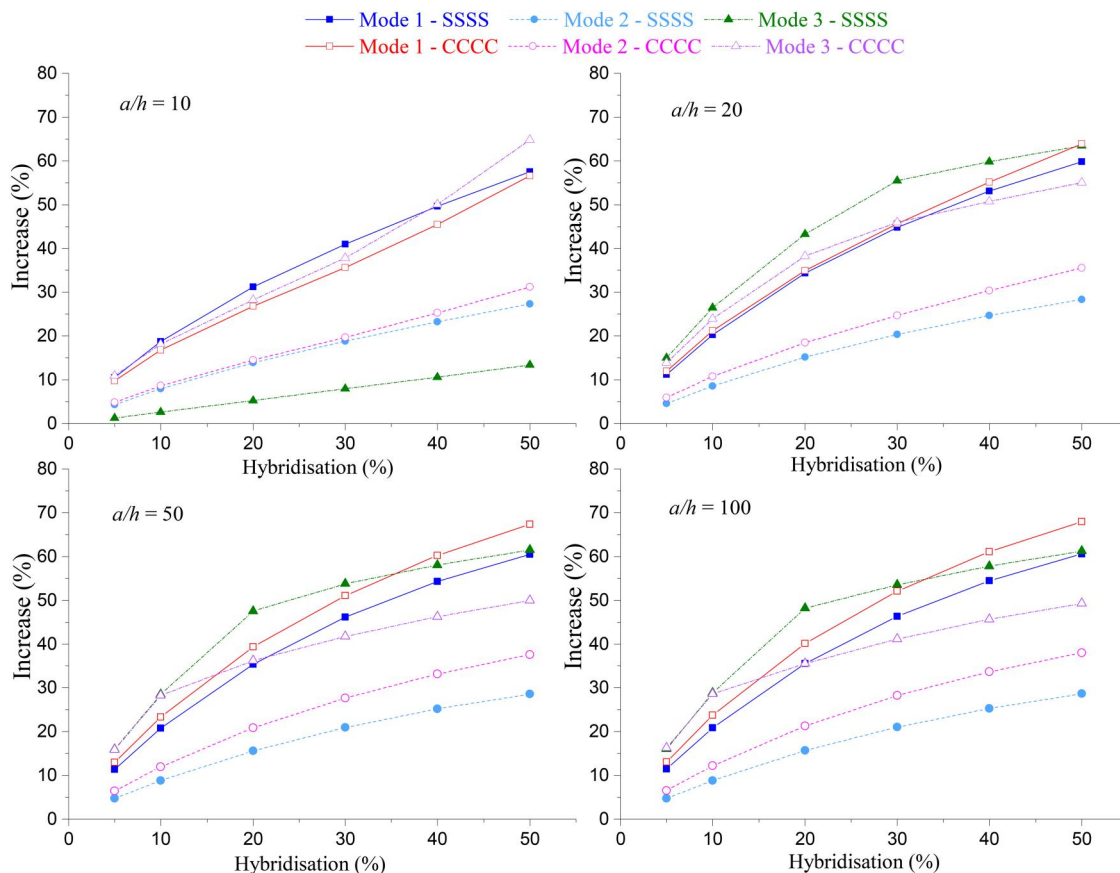 Mode 1 - SSSS Mode 2 - SSSS Mode 3 - SSSS
Mode 1 - CCCC Mode 2 - CCCC Mode 3 - CCCC
a/h = 10
Increase (%)
80
70
60
50
40
30
20
10
0
0 10 20 30 40 50
Hybridisation (%)
a/h = 20
Increase (%)
80
70
60
50
40
30
20
10
0
0 10 20 30 40 50
Hybridisation (%)
a/h = 50
Increase (%)
80
70
60
50
40
30
20
10
0
0 10 20 30 40 50
Hybridisation (%)
a/h = 100
Increase (%)
80
70
60
50
40
30
20
10
0
0 10 20 30 40 50
Hybridisation (%)